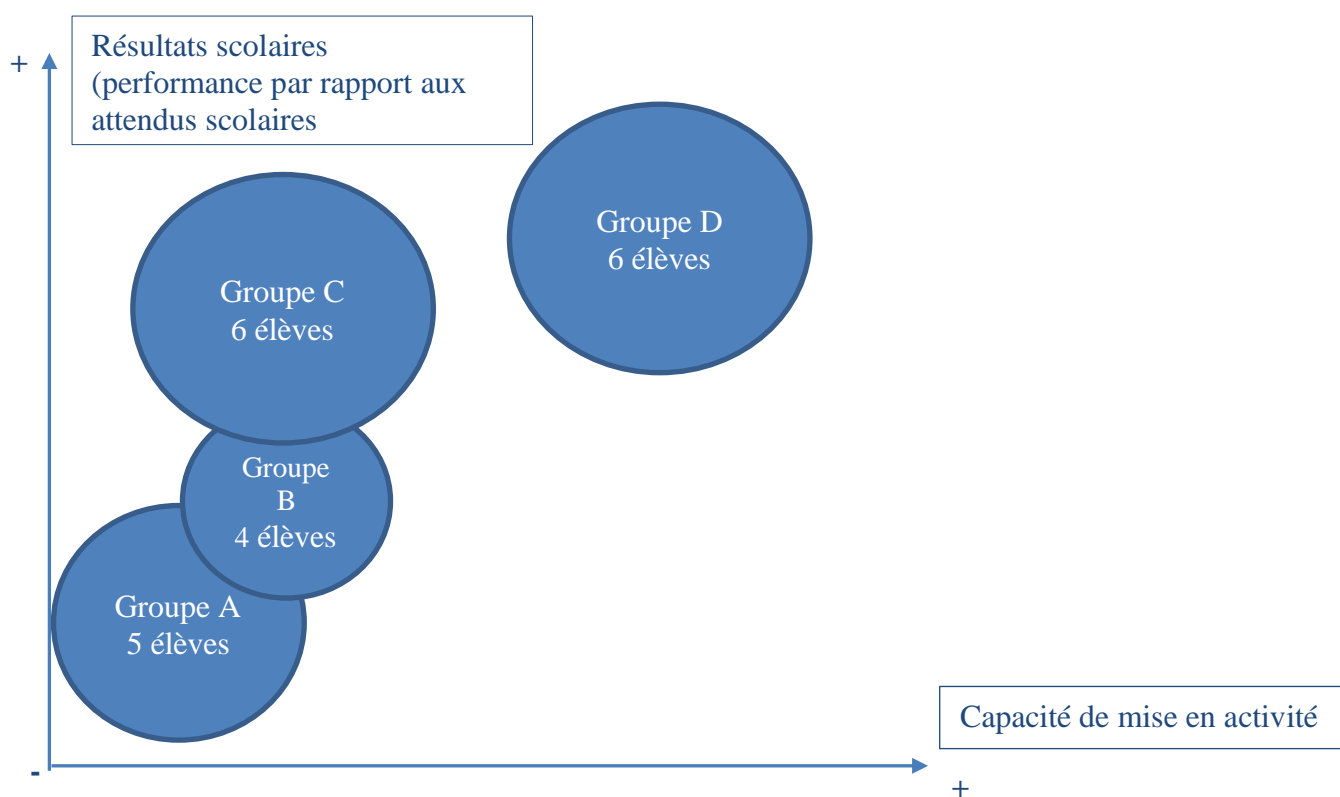 +
Résultats scolaires
(performance par rapport aux
attendus scolaires
Groupe D
6 élèves
Groupe C
6 élèves
Groupe
B
4 élèves
Groupe A
5 élèves
Capacité de mise en activité
-
+